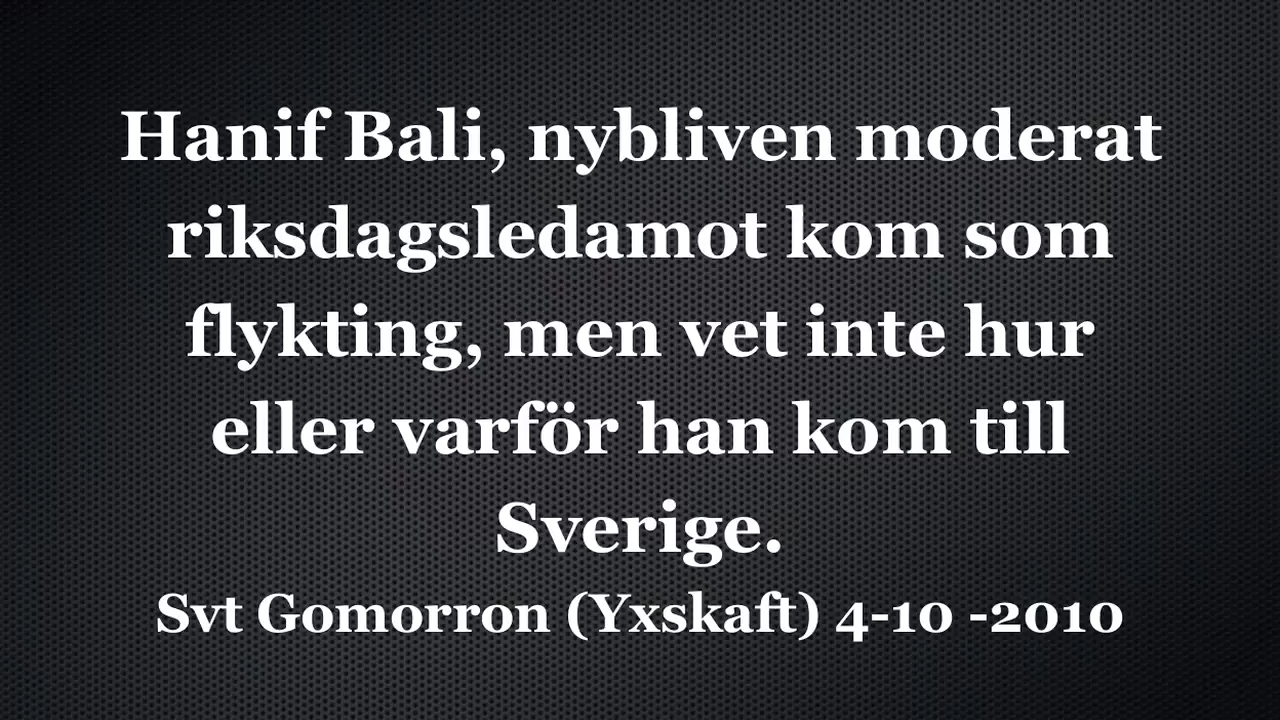 Hanif Bali, nybliven moderat
riksdagsledamot kom som
flykting, men vet inte hur
eller varför han kom till
Sverige.
Svt Gomorron (Yxskaft) 4-10 -2010